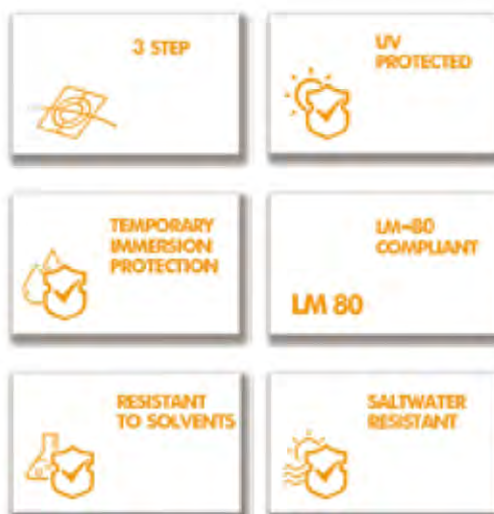 3 STEP
UV
PROTECTED
TEMPORARY
IMMERSION
PROTECTION
LM-80
COMPLIANT
LM 80
RESISTANT
TO SOLVENTS
SALTWATER
RESISTANT